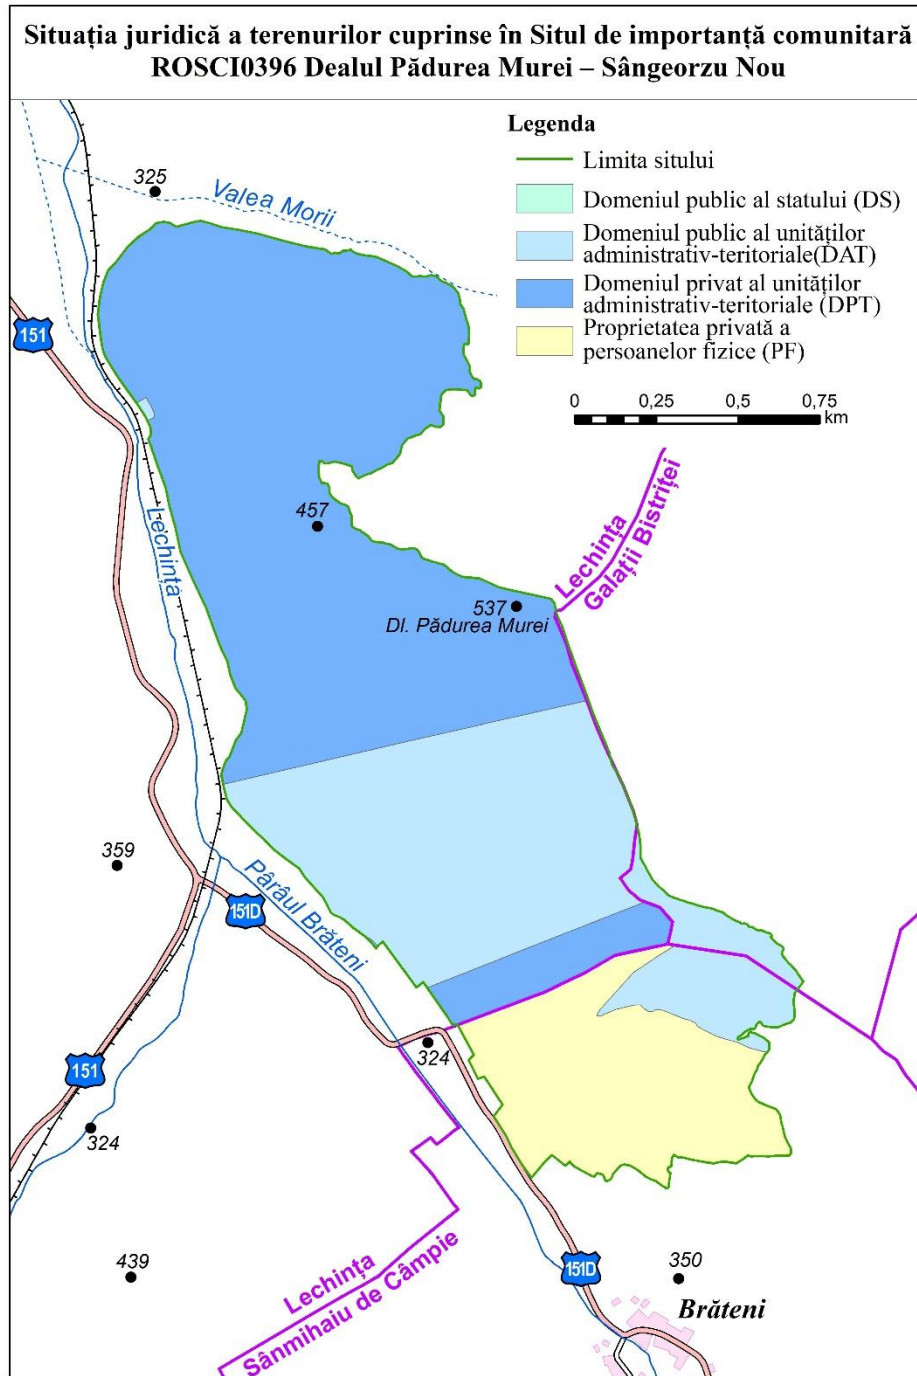 Situația juridică a terenurilor cuprinse în Situl de importanță comunitară
ROSCI0396 Dealul Pădurea Murei – Sângeorzu Nou
Legenda
Limita sitului
Domeniul public al statului (DS)
Domeniul public al unităților
administrativ-teritoriale(DAT)
Domeniul privat al unităților
administrativ-teritoriale (DPT)
Proprietatea privată a
persoanelor fizice (PF)
0 0,25 0,5 0,75
km
325
Valea Morii
151
Lechința
457
Lechința
Galații Bistriței
537
Dl. Pădurea Murei
359
151D
Pârâul Brăteni
324
151
324
439
Lechința
Sânmihaiu de Câmpie
151D
350
Brăteni